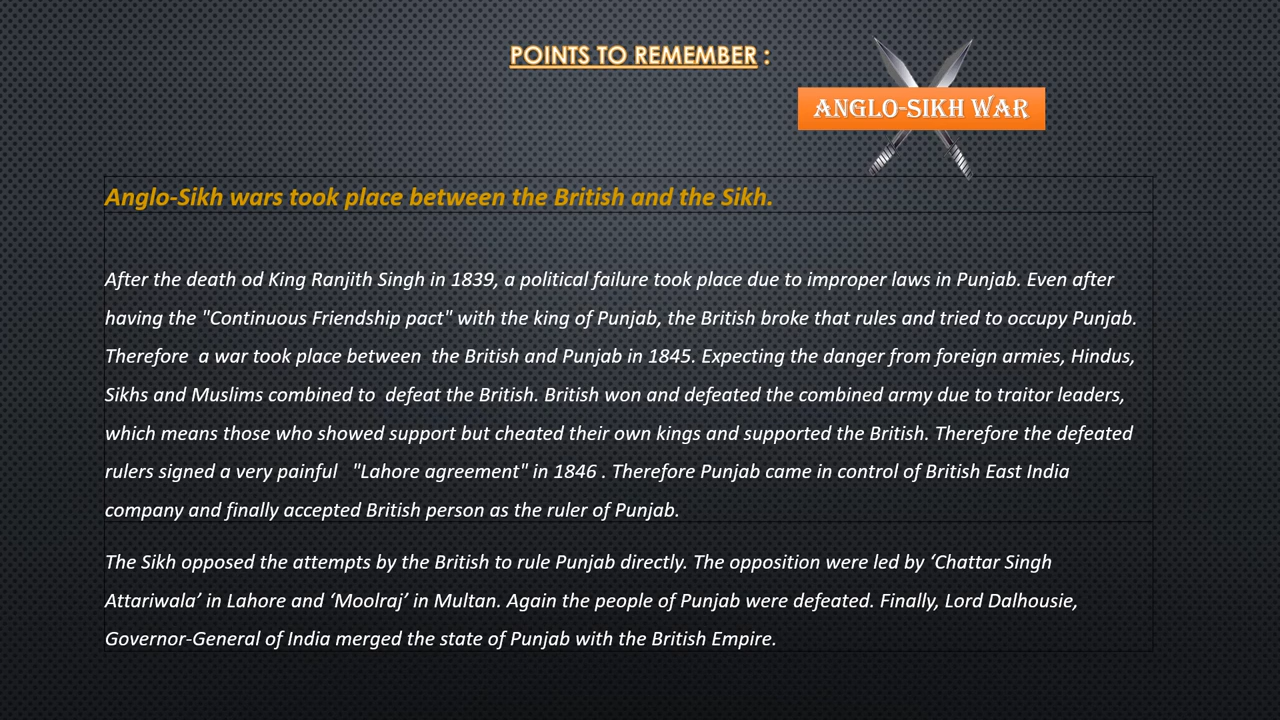 POINTS TO REMEMBER :
ANGLO-SIKH WAR
Anglo-Sikh wars took place between the British and the Sikh.
After the death od King Ranjith Singh in 1839, a political failure took place due to improper laws in Punjab. Even after
having the "Continuous Friendship pact" with the king of Punjab, the British broke that rules and tried to occupy Punjab.
Therefore  a war took place between  the British and Punjab in 1845. Expecting the danger from foreign armies, Hindus,
Sikhs and Muslims combined to  defeat the British. British won and defeated the combined army due to traitor leaders,
which means those who showed support but cheated their own kings and supported the British. Therefore the defeated
rulers signed a very painful   "Lahore agreement" in 1846 . Therefore Punjab came in control of British East India
company and finally accepted British person as the ruler of Punjab.
The Sikh opposed the attempts by the British to rule Punjab directly. The opposition were led by ‘Chattar Singh
Attariwala’ in Lahore and ‘Moolraj’ in Multan. Again the people of Punjab were defeated. Finally, Lord Dalhousie,
Governor-General of India merged the state of Punjab with the British Empire.